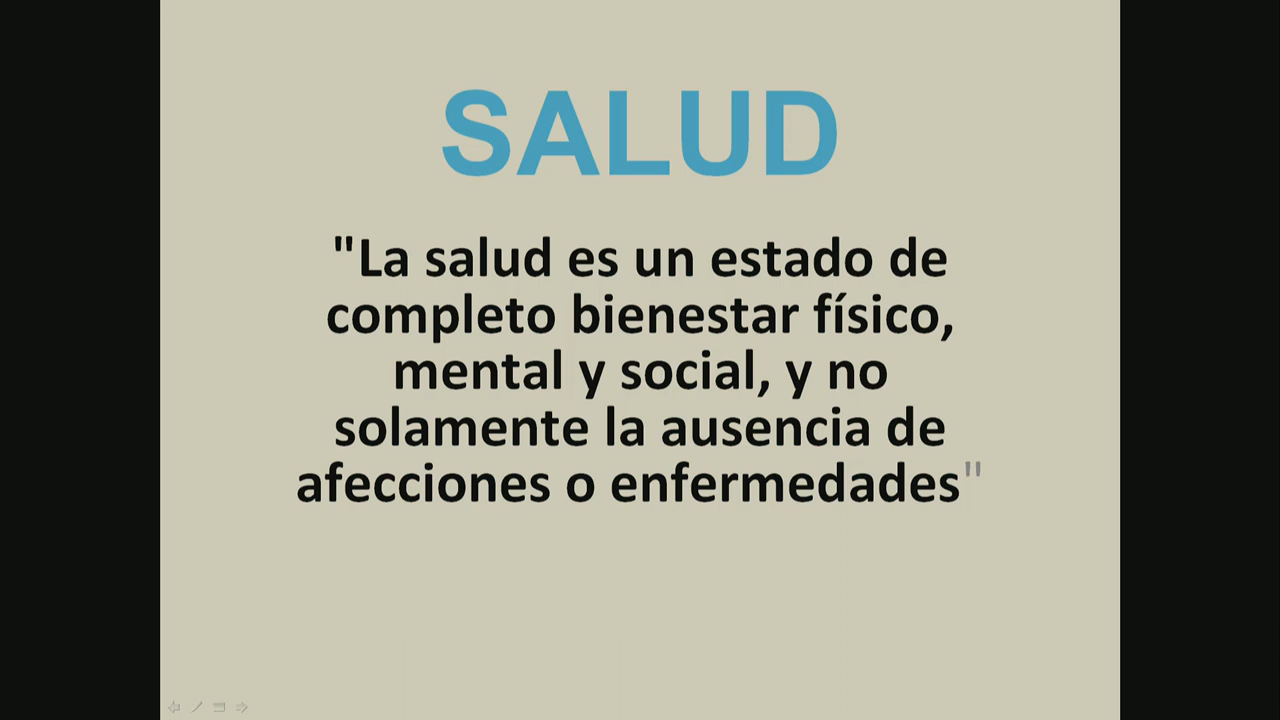 SALUD
"La salud es un estado de
completo bienestar físico,
mental y social, y no
solamente la ausencia de
afecciones o enfermedades"